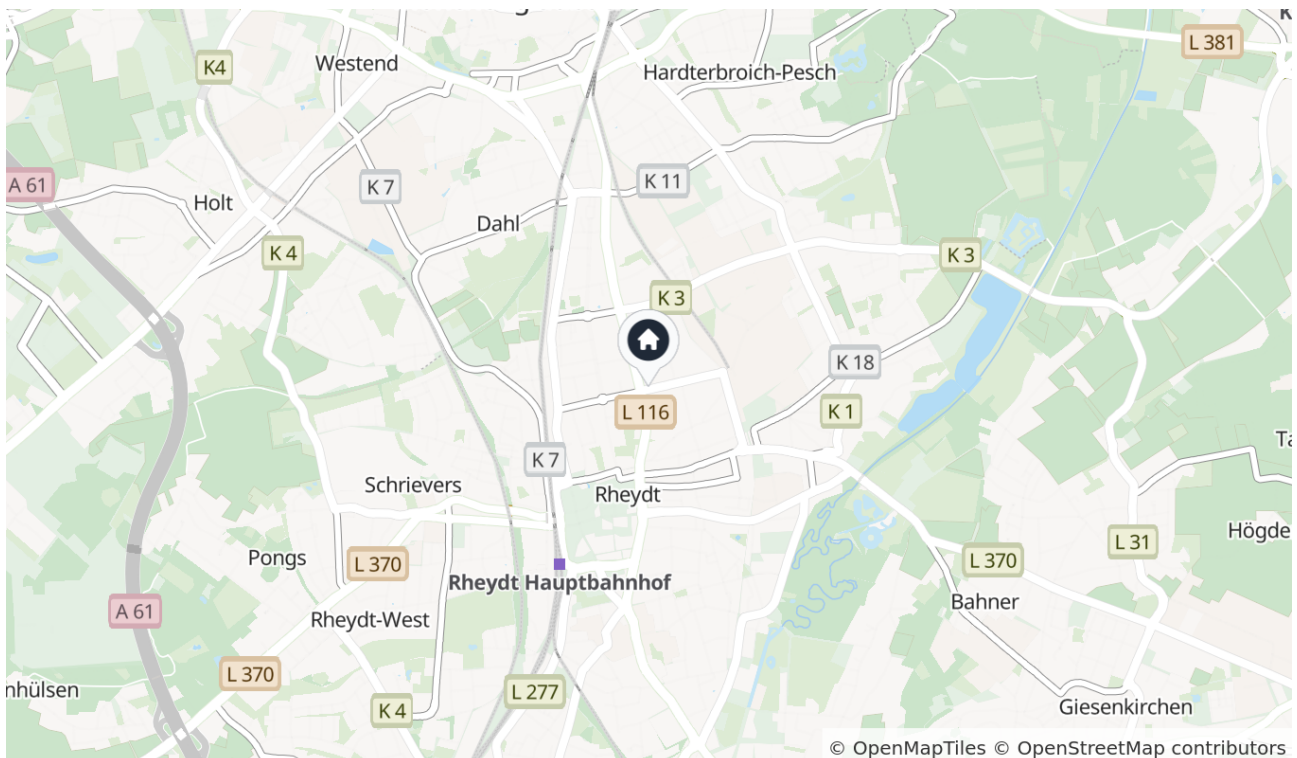 L 381
K4
Westend
Hardterbroich-Pesch
A 61
K 7
K 11
Holt
Dahl
K 4
K 3
K 3
K 18
L 116
K 1
K 7
Schrievers
Rheydt
Högde
L 31
Pongs
L 370
L 370
Rheydt Hauptbahnhof
Bahner
A 61
Rheydt-West
L 370
nhülsen
L 277
K 4
Giesenkirchen
© OpenMapTiles © OpenStreetMap contributors